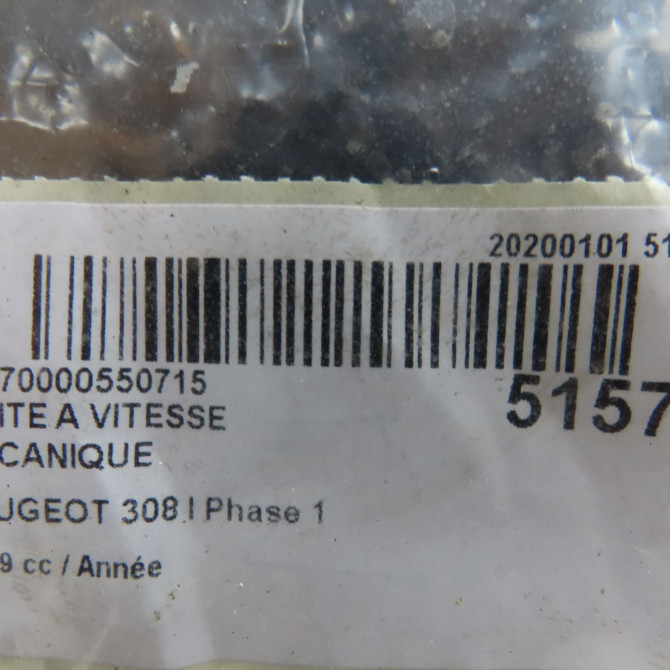 20200101 51
70000550715
5157
ITE A VITESSE
CANIQUE
UGEOT 308 I Phase 1
9 cc / Année